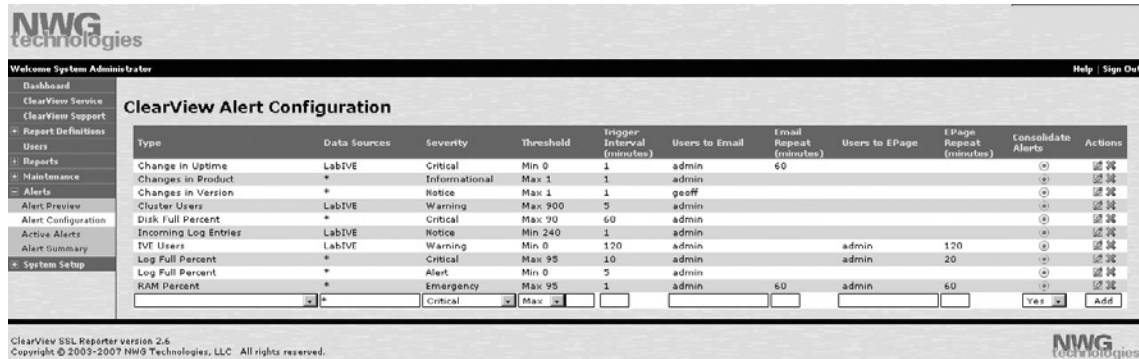 NWG
technologies
Welcome System Administrator
Help | Sign Out
Dashboard
ClearView Service
ClearView Support
+ Report Definitions
Users
+ Reports
+ Maintenance
- Alerts
Alert Preview
Alert Configuration
Active Alerts
Alert Summary
+ System Setup
ClearView Alert Configuration
Type Data Sources Severity Threshold Trigger Interval (minutes) Users to Email Email Repeat (minutes) Users to EPage EPage Repeat (minutes) Consolidate Alerts Actions
Change in Uptime LabIVE Critical Min 0 1 admin 60
Changes in Product * Informational Max 1 1 admin
Changes in Version * Notice Max 1 1 geoff
Cluster Users LabIVE Warning Max 900 5 admin
Disk Full Percent * Critical Max 90 60 admin
Incoming Log Entries LabIVE Notice Min 240 1 admin
IVE Users LabIVE Warning Min 0 120 admin admin 120
Log Full Percent * Critical Max 95 10 admin admin 20
Log Full Percent * Alert Min 0 5 admin
RAM Percent * Emergency Max 95 1 admin 60 admin 60
* Critical Max Yes Add
ClearView SSL Reporter version 2.6
Copyright © 2003-2007 NWG Technologies, LLC All rights reserved.
NWG
technologies